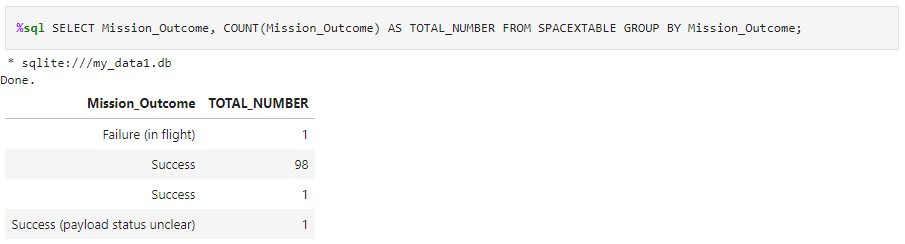 %sql SELECT Mission_Outcome, COUNT(Mission_Outcome) AS TOTAL_NUMBER FROM SPACEXTABLE GROUP BY Mission_Outcome;
* sqlite:///my_data1.db
Done.
Mission_Outcome TOTAL_NUMBER
Failure (in flight) 1
Success 98
Success 1
Success (payload status unclear) 1